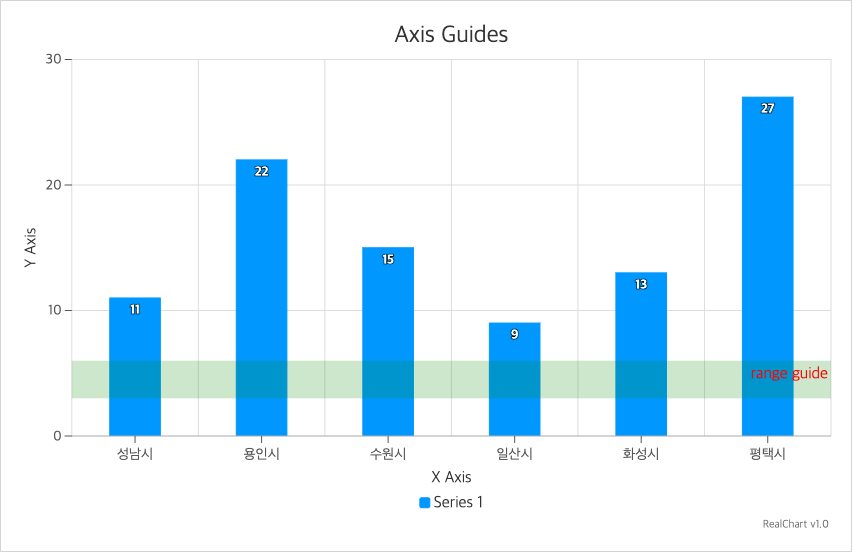 Axis Guides
30
20
10
0
Y Axis
11
22
15
9
13
27
range guide
성남시
용인시
수원시
일산시
화성시
평택시
X Axis
Series 1
RealChart v1.0